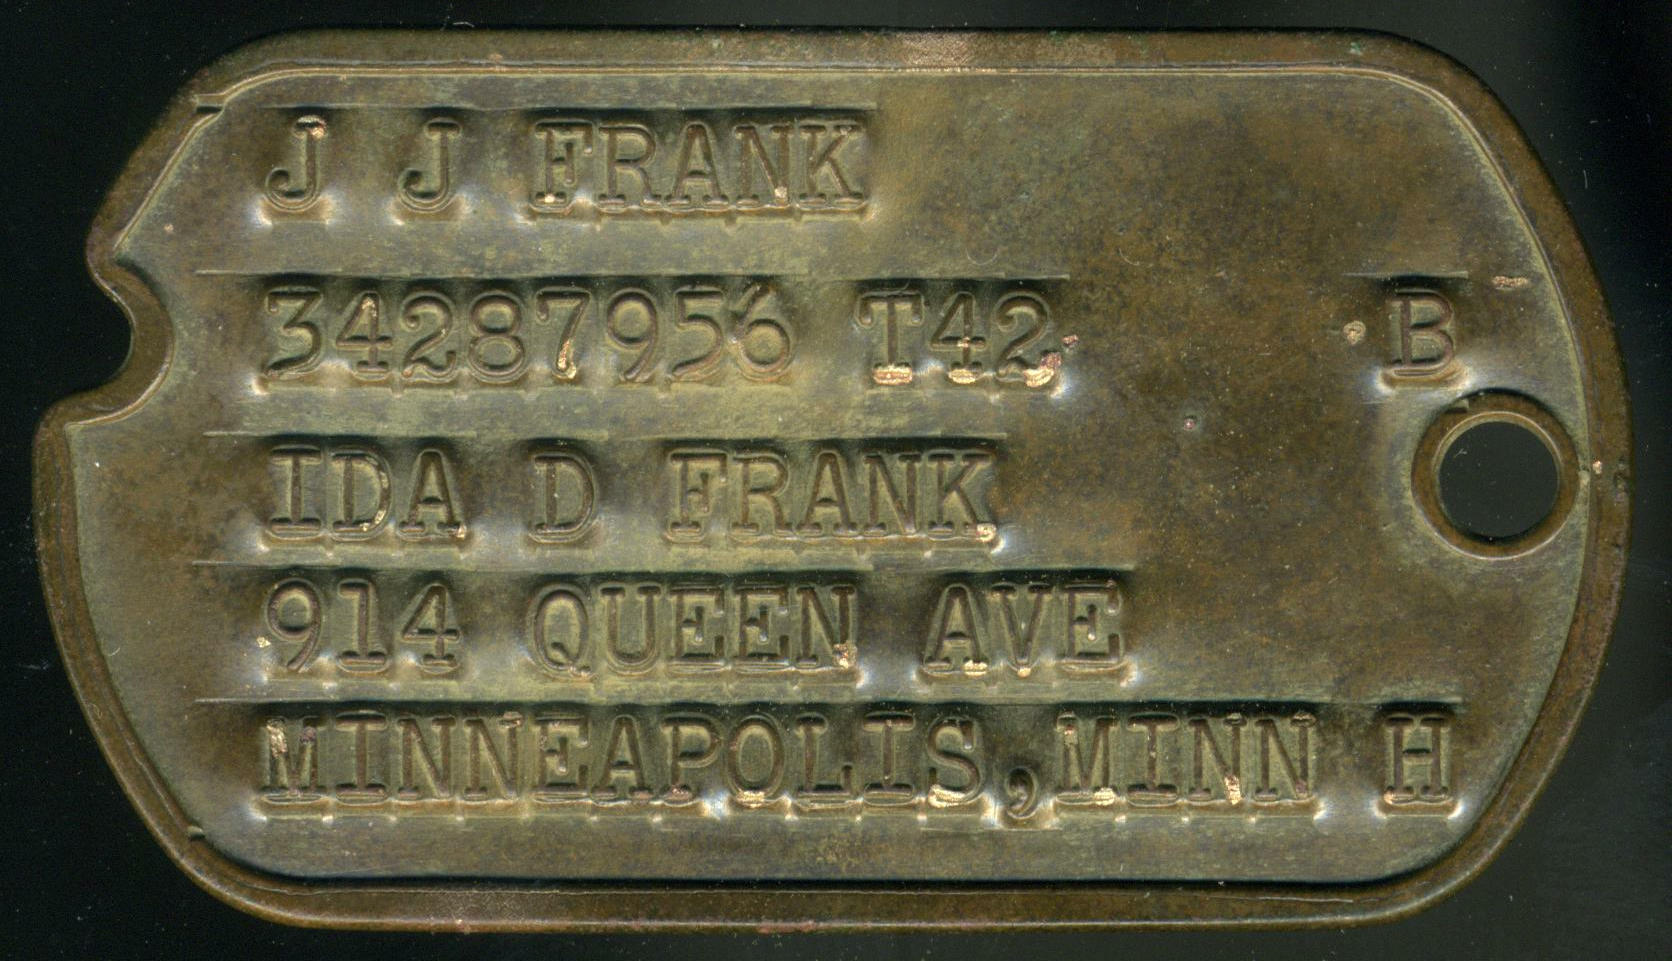 J J FRANK
34287956 T42 B
IDA D FRANK
914 QUEEN AVE
MINNEAPOLIS,MINN H